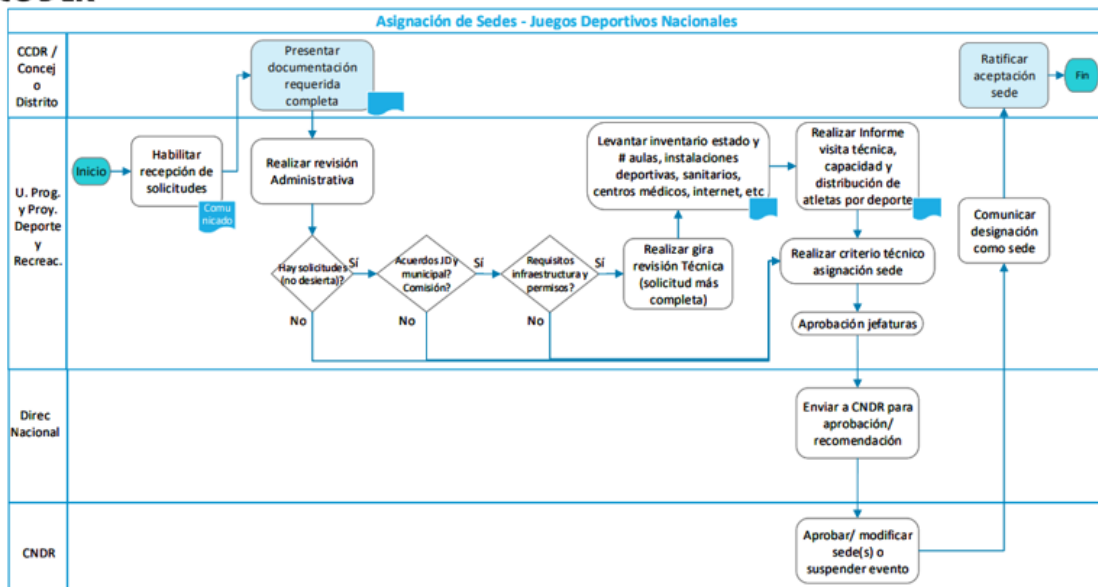 Asignación de Sedes - Juegos Deportivos Nacionales
CCDR /
Concej
o
Distrito
Presentar
documentación
requerida
completa
Ratificar
aceptación
sede
Fin
U. Prog.
y Proy.
Deporte
y
Recreac.
Inicio
Habilitar
recepción de
solicitudes
Comu
nicado
Realizar revisión
Administrativa
Levantar inventario estado y
# aulas, instalaciones
deportivas, sanitarios,
centros médicos, internet, etc
Realizar Informe
visita técnica,
capacidad y
distribución de
atletas por deporte
Comunicar
designación
como sede
Hay solicitudes
(no desierta)?
Sí
No
Acuerdos JD y
municipal?
Comisión?
Sí
No
Requisitos
infraestructura y
permisos?
Sí
No
Realizar gira
revisión Técnica
(solicitud más
completa)
Realizar criterio técnico
asignación sede
Aprobación jefaturas
Direc
Nacional
Enviar a CNDR para
aprobación/
recomendación
CNDR
Aprobar/ modificar
sede(s) o
suspender evento